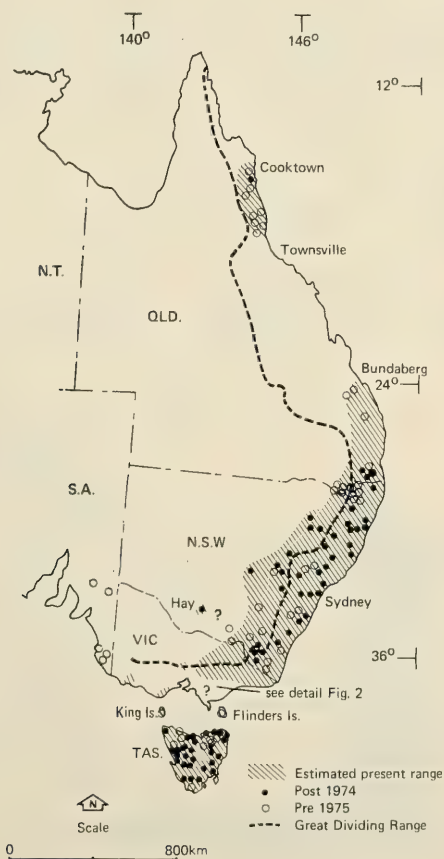 140° 146°
12°
Cooktown
N.T.
Townsville
QLD.
Bundaberg
24°
S.A.
N.S.W
Hay
?
Sydney
VIC
36°
?
see detail Fig. 2
King Is.
Flinders Is.
TAS.
Estimated present range
Post 1974
Pre 1975
Great Dividing Range
N
Scale
0 800km